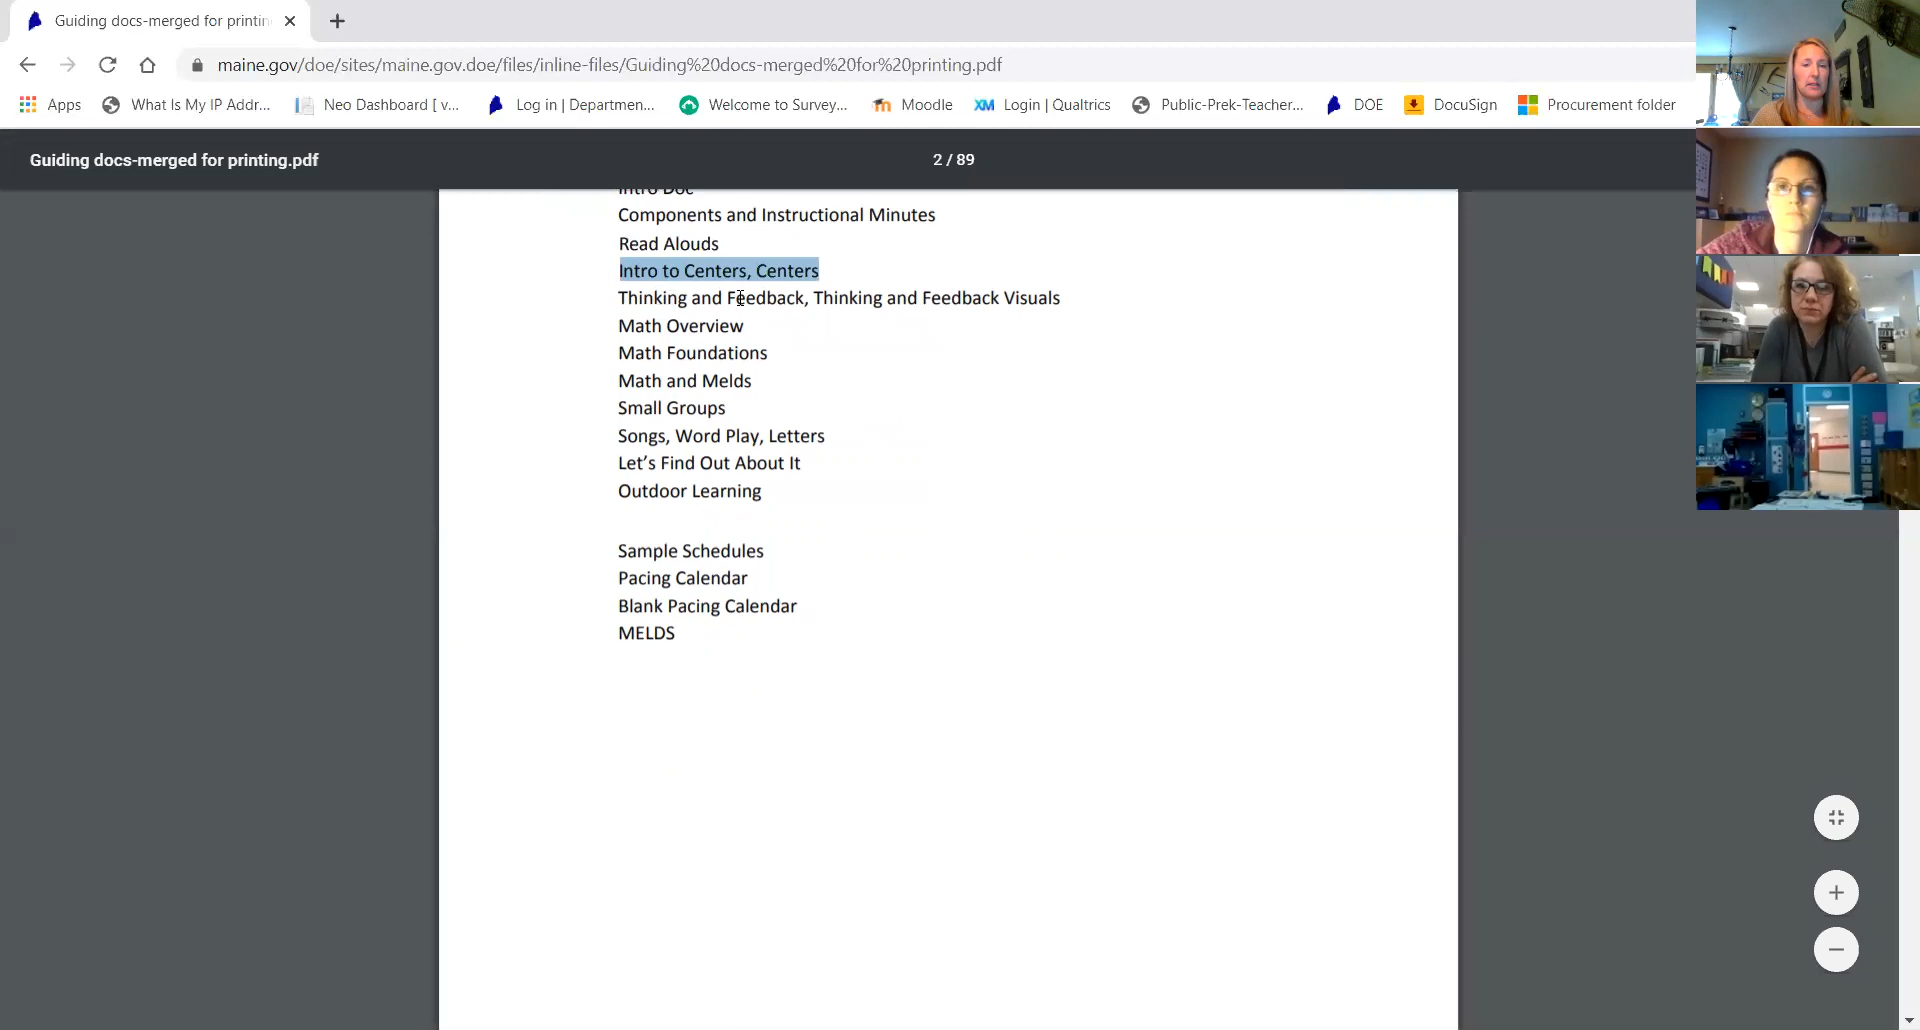 Guiding docs-merged for printin
maine.gov/doe/sites/maine.gov.doe/files/inline-files/Guiding%20docs-merged%20for%20printing.pdf
Apps What Is My IP Addr... Neo Dashboard [ v... Log in | Departmen... Welcome to Survey... Moodle XM Login | Qualtrics Public-Prek-Teacher... DOE DocuSign Procurement folder
Guiding docs-merged for printing.pdf 2 / 89
Intro Doc
Components and Instructional Minutes
Read Alouds
Intro to Centers, Centers
Thinking and Feedback, Thinking and Feedback Visuals
Math Overview
Math Foundations
Math and Melds
Small Groups
Songs, Word Play, Letters
Let’s Find Out About It
Outdoor Learning
Sample Schedules
Pacing Calendar
Blank Pacing Calendar
MELDS